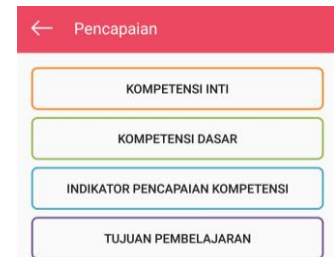 Pencapaian
KOMPETENSI INTI
KOMPETENSI DASAR
INDIKATOR PENCAPAIAN KOMPETENSI
TUJUAN PEMBELAJARAN